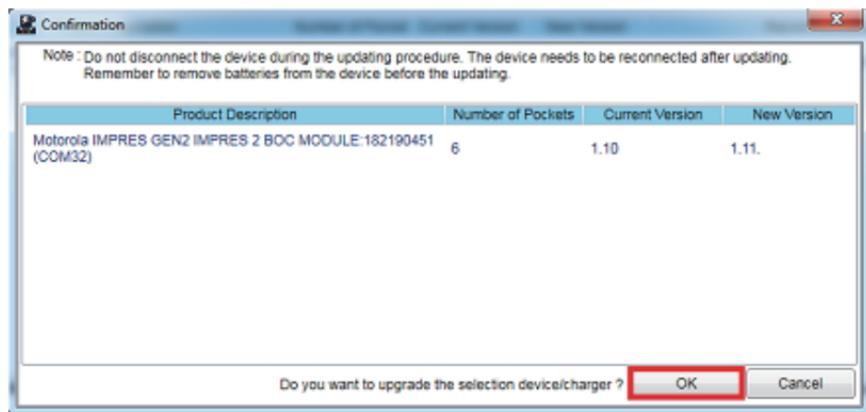 Confirmation
Note : Do not disconnect the device during the updating procedure. The device needs to be reconnected after updating.
Remember to remove batteries from the device before the updating.
Product Description Number of Pockets Current Version New Version
Motorola IMPRES GEN2 IMPRES 2 BOC MODULE:182190451 6 1.10 1.11.
(COM32)
Do you want to upgrade the selection device/charger ? OK Cancel